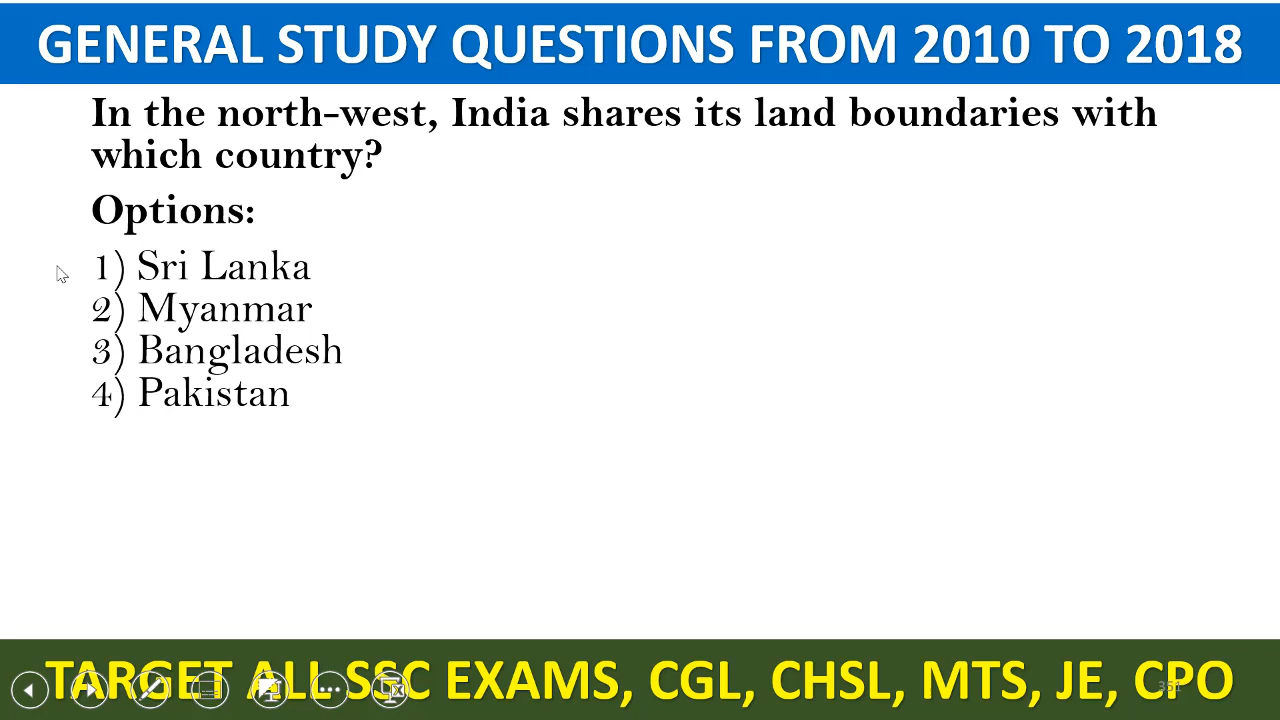 GENERAL STUDY QUESTIONS FROM 2010 TO 2018
In the north-west, India shares its land boundaries with
which country?
Options:
1) Sri Lanka
2) Myanmar
3) Bangladesh
4) Pakistan
TARGET ALL SSC EXAMS, CGL, CHSL, MTS, JE, CPO
351